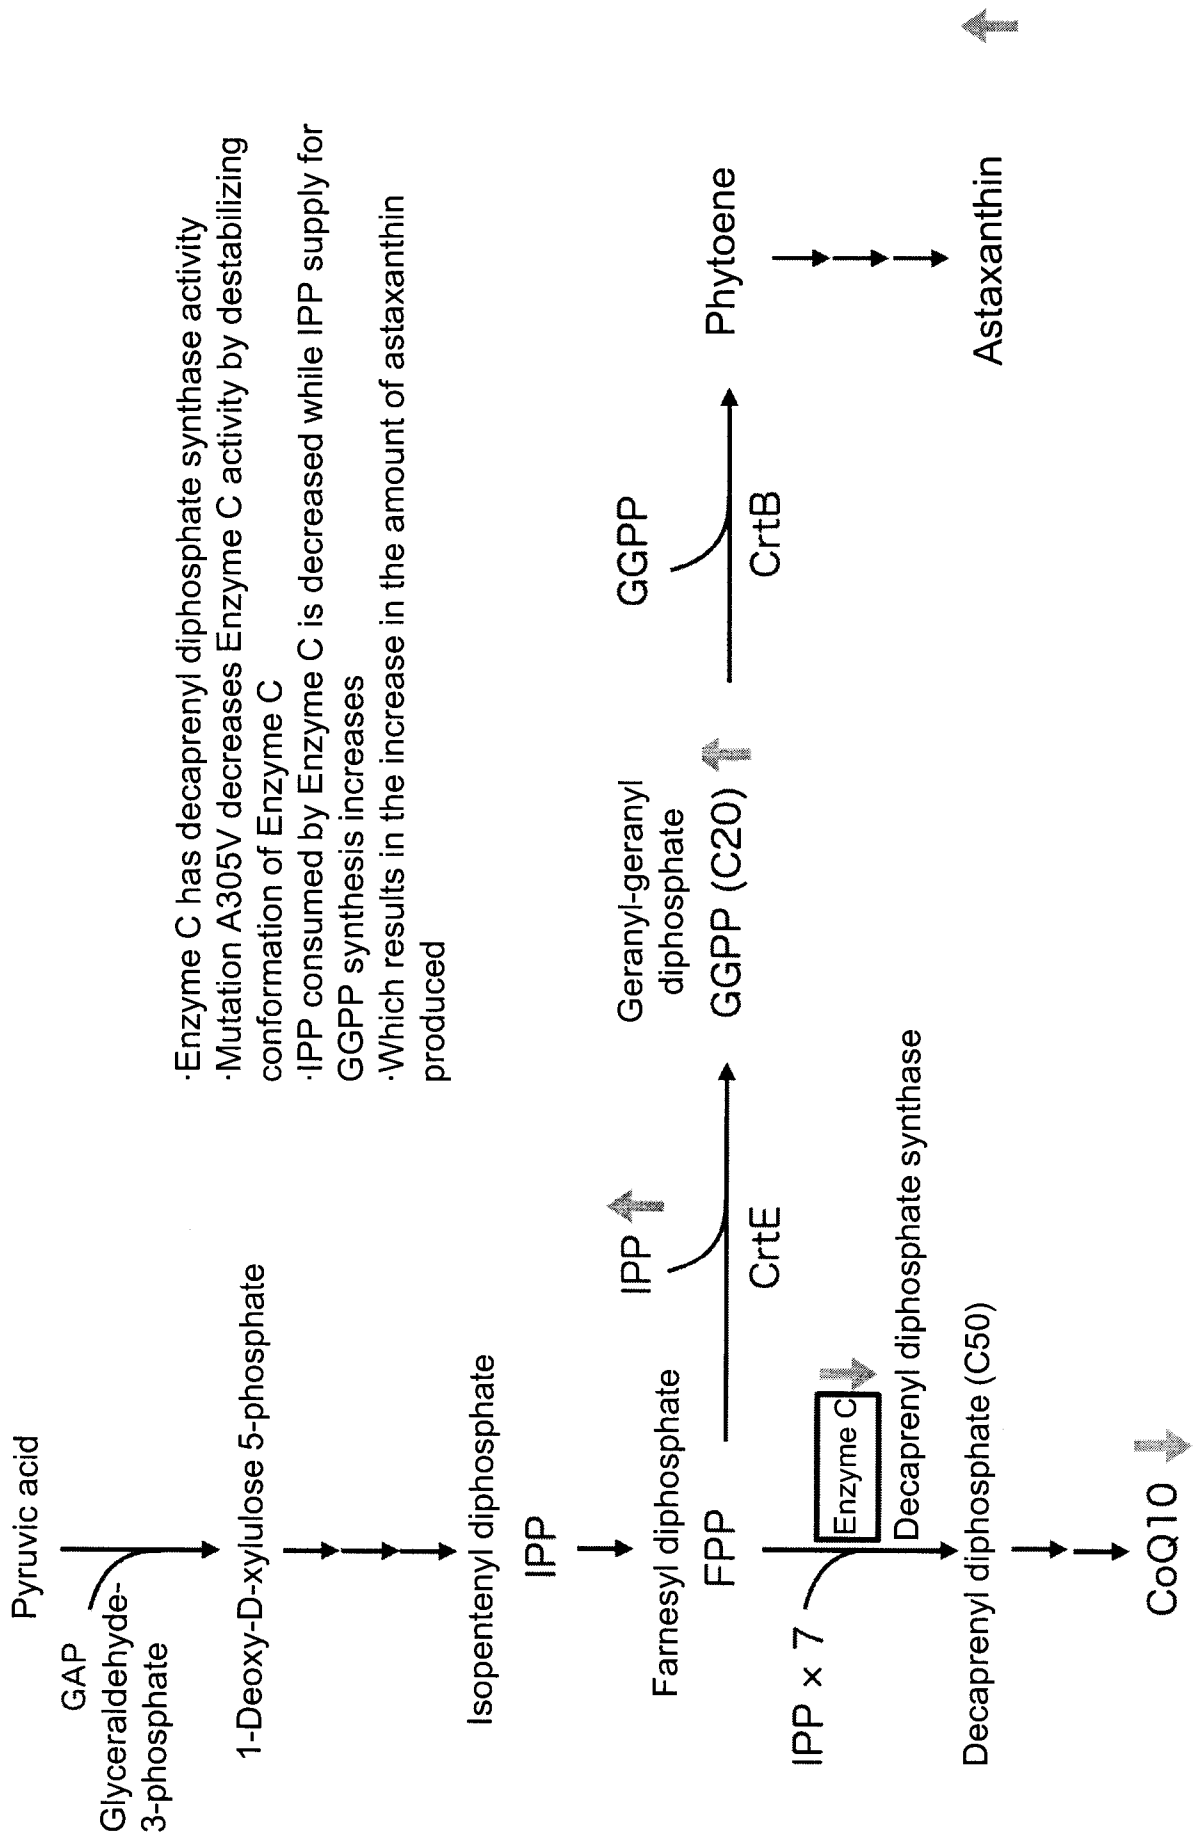 Pyruvic acid
GAP
Glyceraldehyde-
3-phosphate
1-Deoxy-D-xylulose 5-phosphate
·Enzyme C has decaprenyl diphosphate synthase activity
·Mutation A305V decreases Enzyme C activity by destabilizing
conformation of Enzyme C
·IPP consumed by Enzyme C is decreased while IPP supply for
GGPP synthesis increases
·Which results in the increase in the amount of astaxanthin
produced
Isopentenyl diphosphate
IPP
Farnesyl diphosphate
FPP
IPP
CrtE
Geranyl-geranyl
diphosphate
GGPP (C20)
GGPP
CrtB
Phytoene
Astaxanthin
IPP × 7
Enzyme C
Decaprenyl diphosphate synthase
Decaprenyl diphosphate (C50)
CoQ10